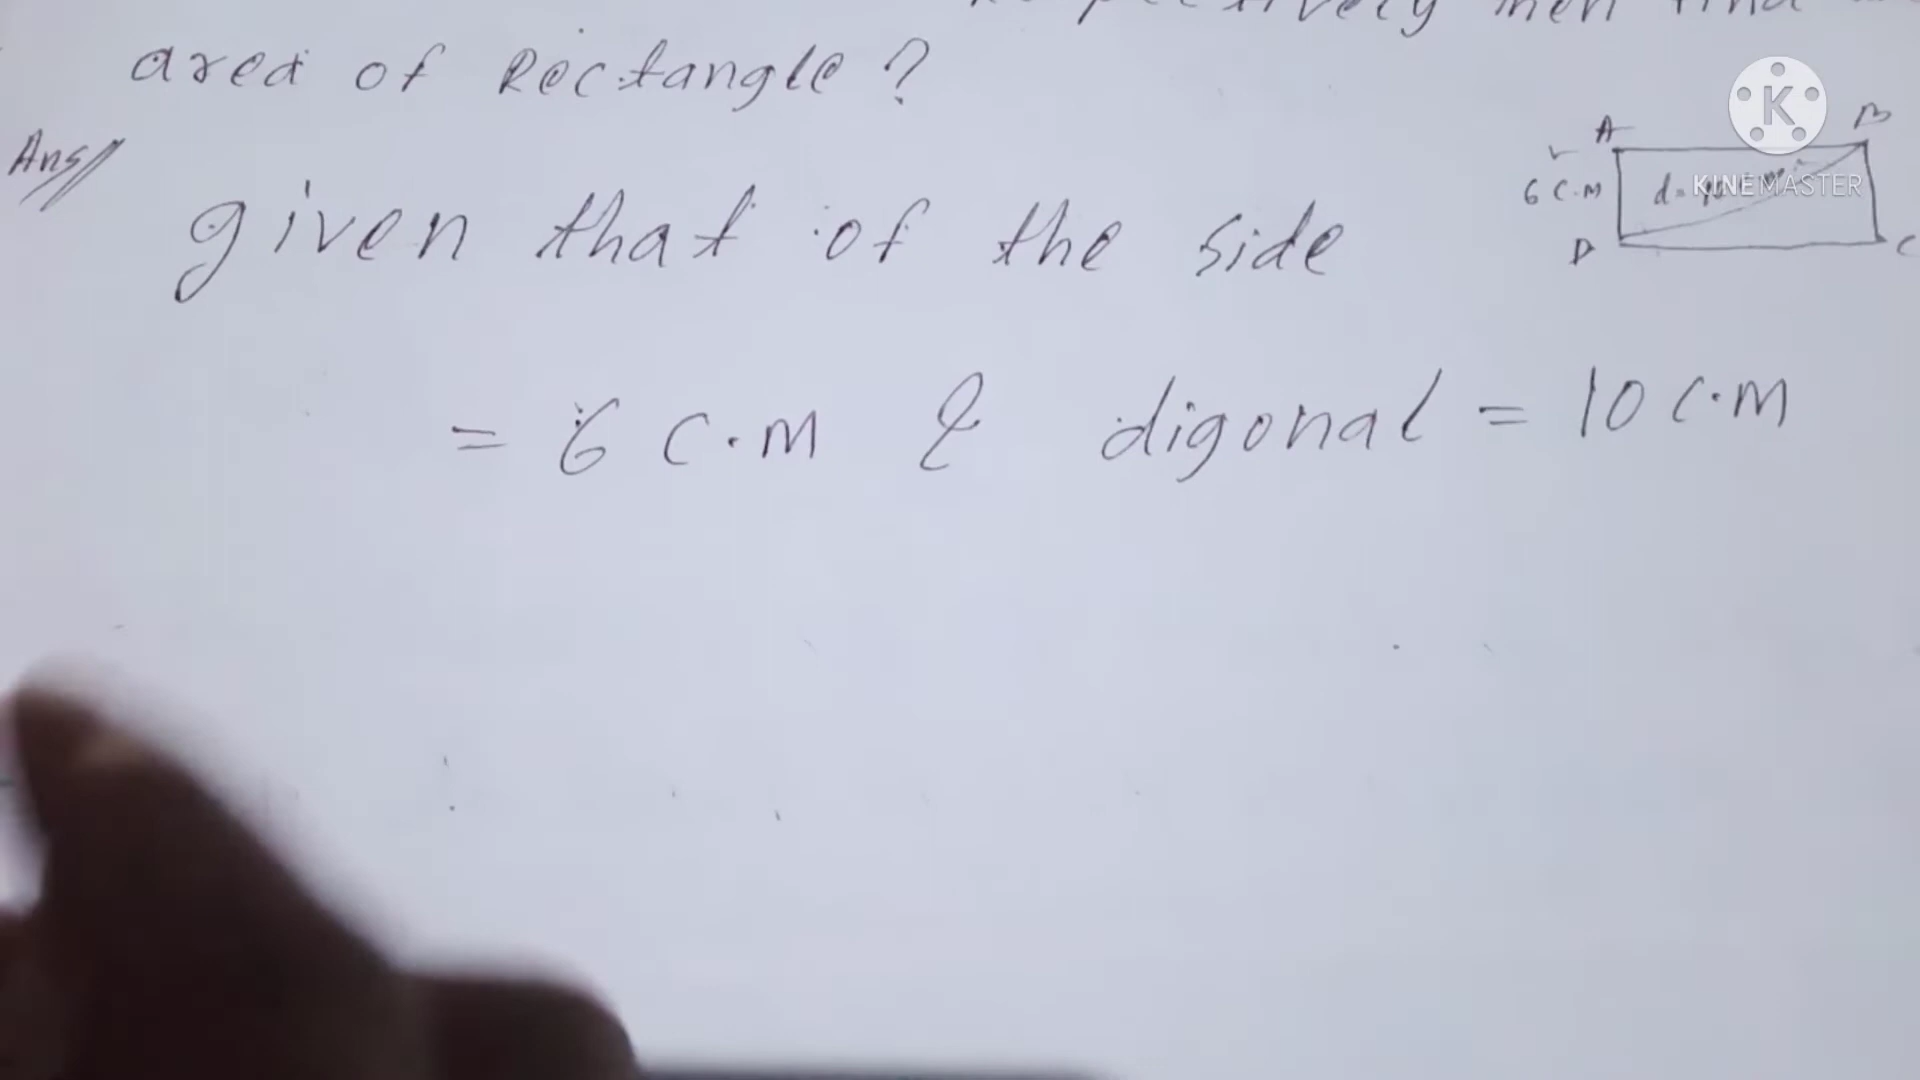 area of Rectangle?
Ans
A
B
6 C.M
d=
KINEMASTER
D
C
given that of the side
= 6 C.M & digonal = 10 C.M